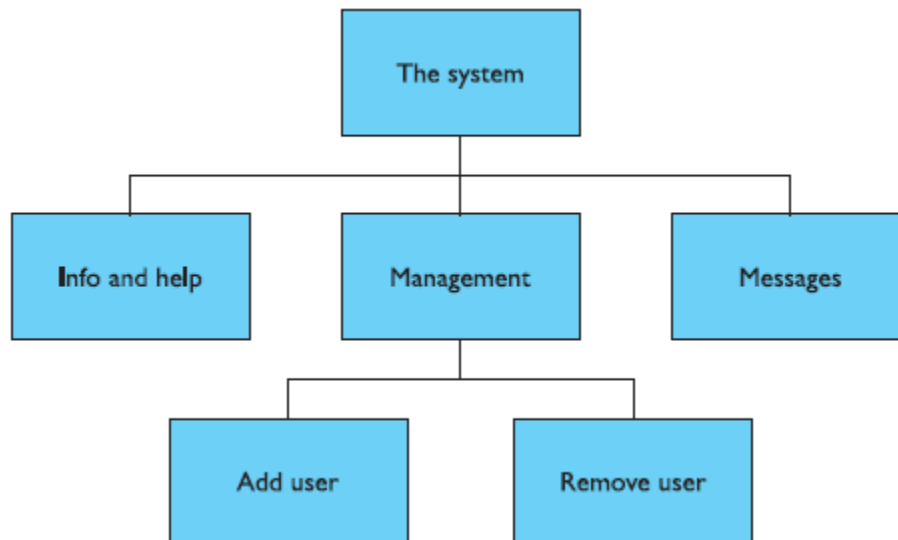 The system
Info and help
Management
Messages
Add user
Remove user